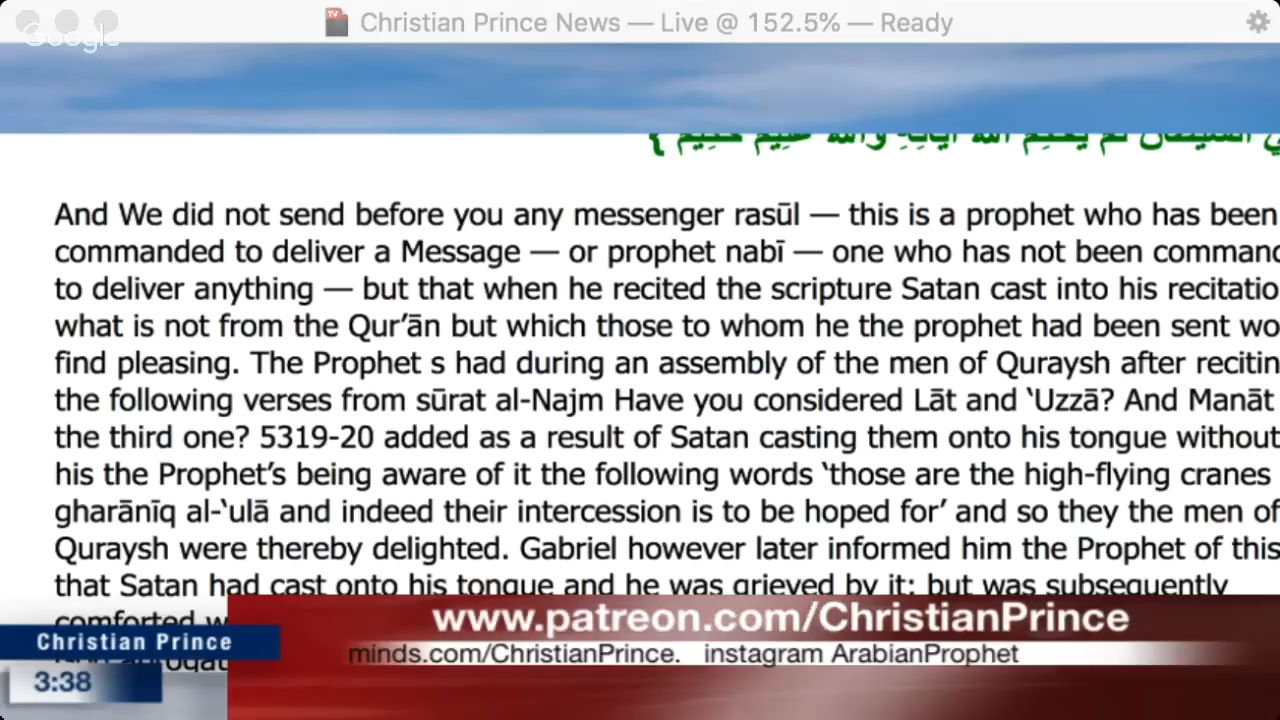 Google
Christian Prince News — Live @ 152.5% — Ready
And We did not send before you any messenger rasūl — this is a prophet who has been
commanded to deliver a Message — or prophet nabī — one who has not been command
to deliver anything — but that when he recited the scripture Satan cast into his recitatio
what is not from the Qur’ān but which those to whom he the prophet had been sent wo
find pleasing. The Prophet s had during an assembly of the men of Quraysh after recitin
the following verses from sūrat al-Najm Have you considered Lāt and ‘Uzzā? And Manāt
the third one? 5319-20 added as a result of Satan casting them onto his tongue without
his the Prophet’s being aware of it the following words ‘those are the high-flying cranes
gharānīq al-‘ulā and indeed their intercession is to be hoped for’ and so they the men of
Quraysh were thereby delighted. Gabriel however later informed him the Prophet of this
that Satan had cast onto his tongue and he was grieved by it; but was subsequently
comforted w
www.patreon.com/ChristianPrince
Christian Prince
minds.com/ChristianPrince. instagram ArabianProphet
3:38